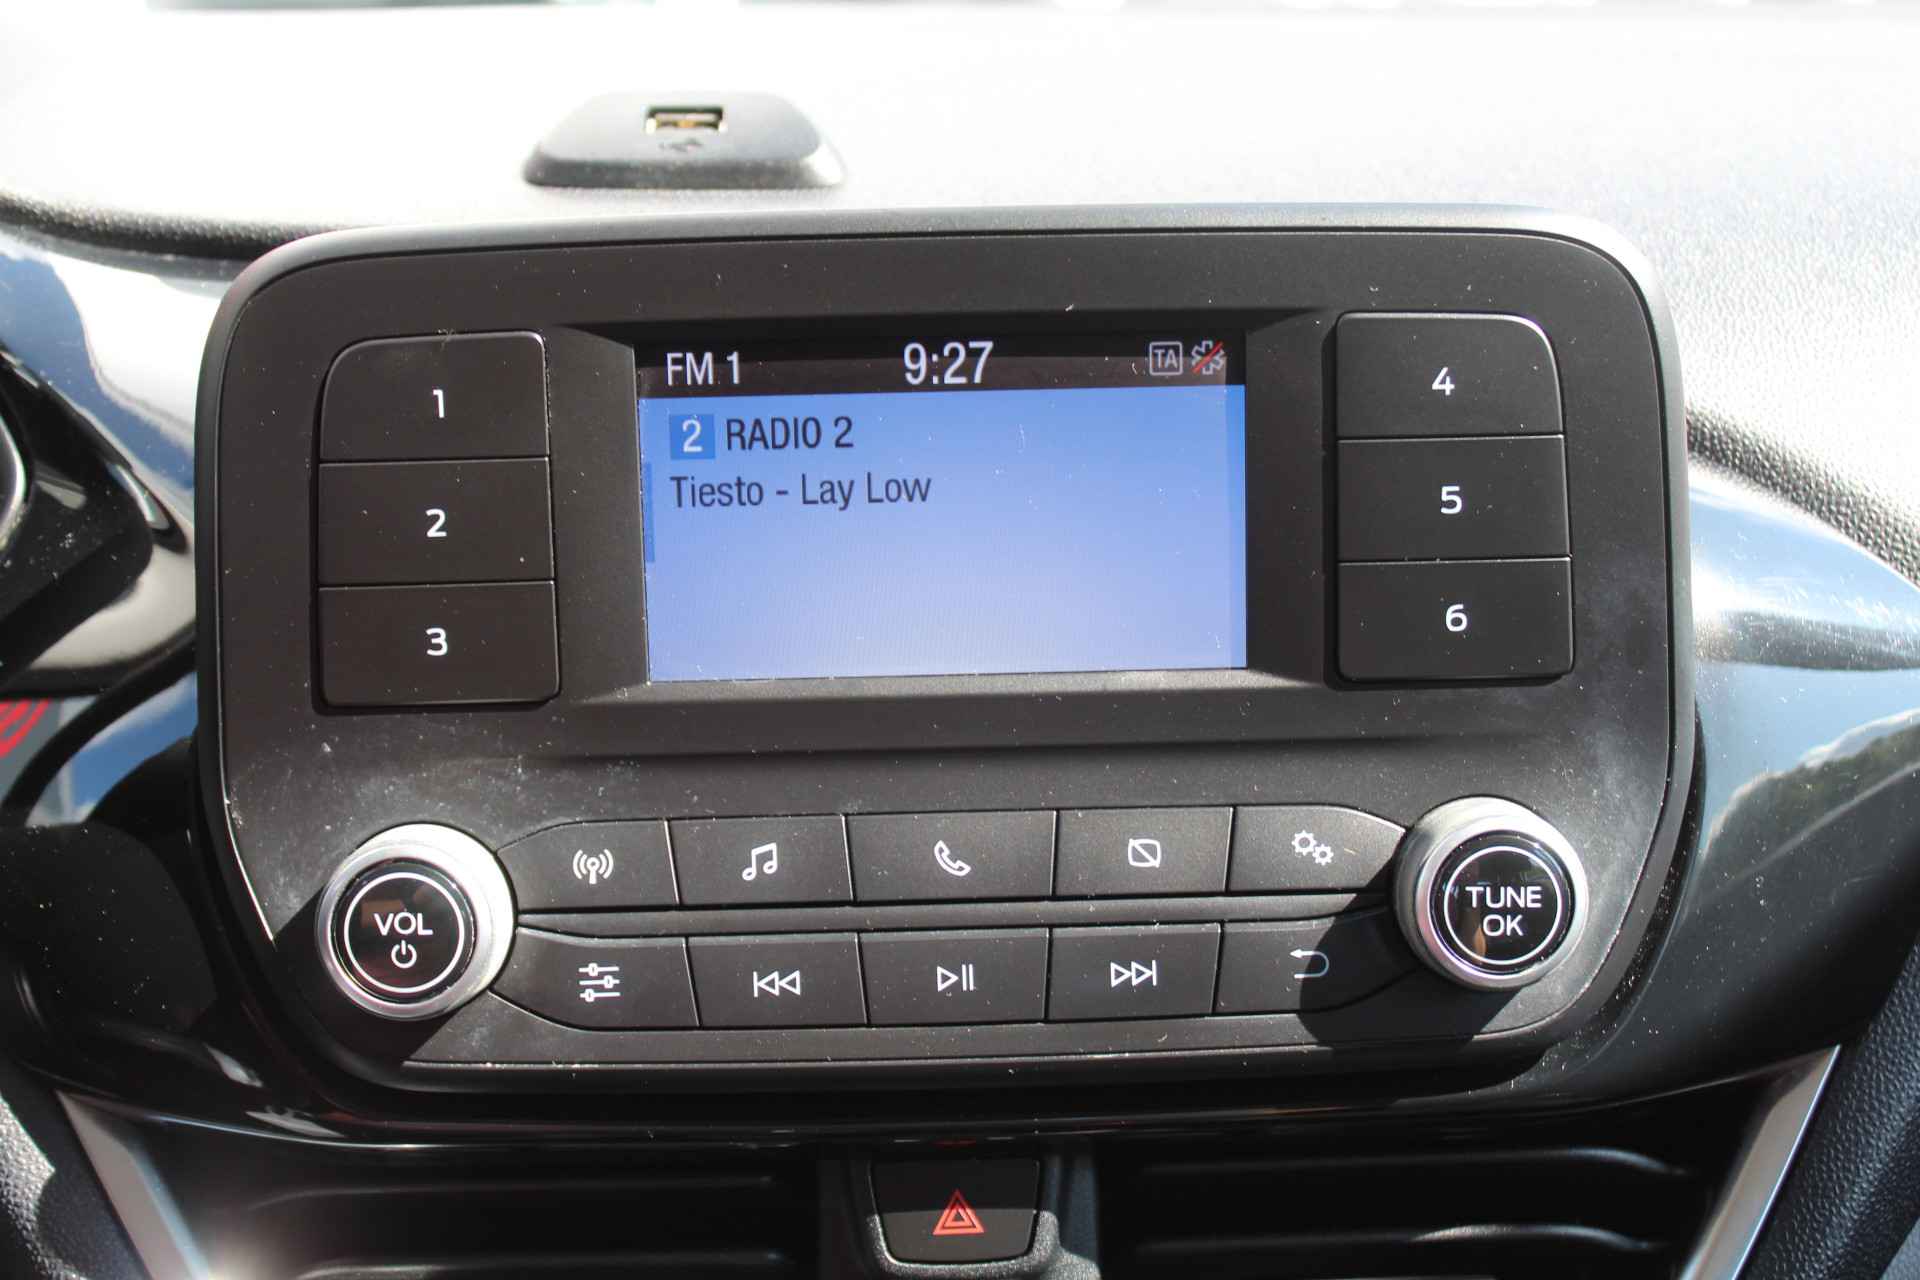 FM 1 9:27 TA
2 RADIO 2
Tiesto - Lay Low
1
2
3
4
5
6
VOL
TUNE
OK